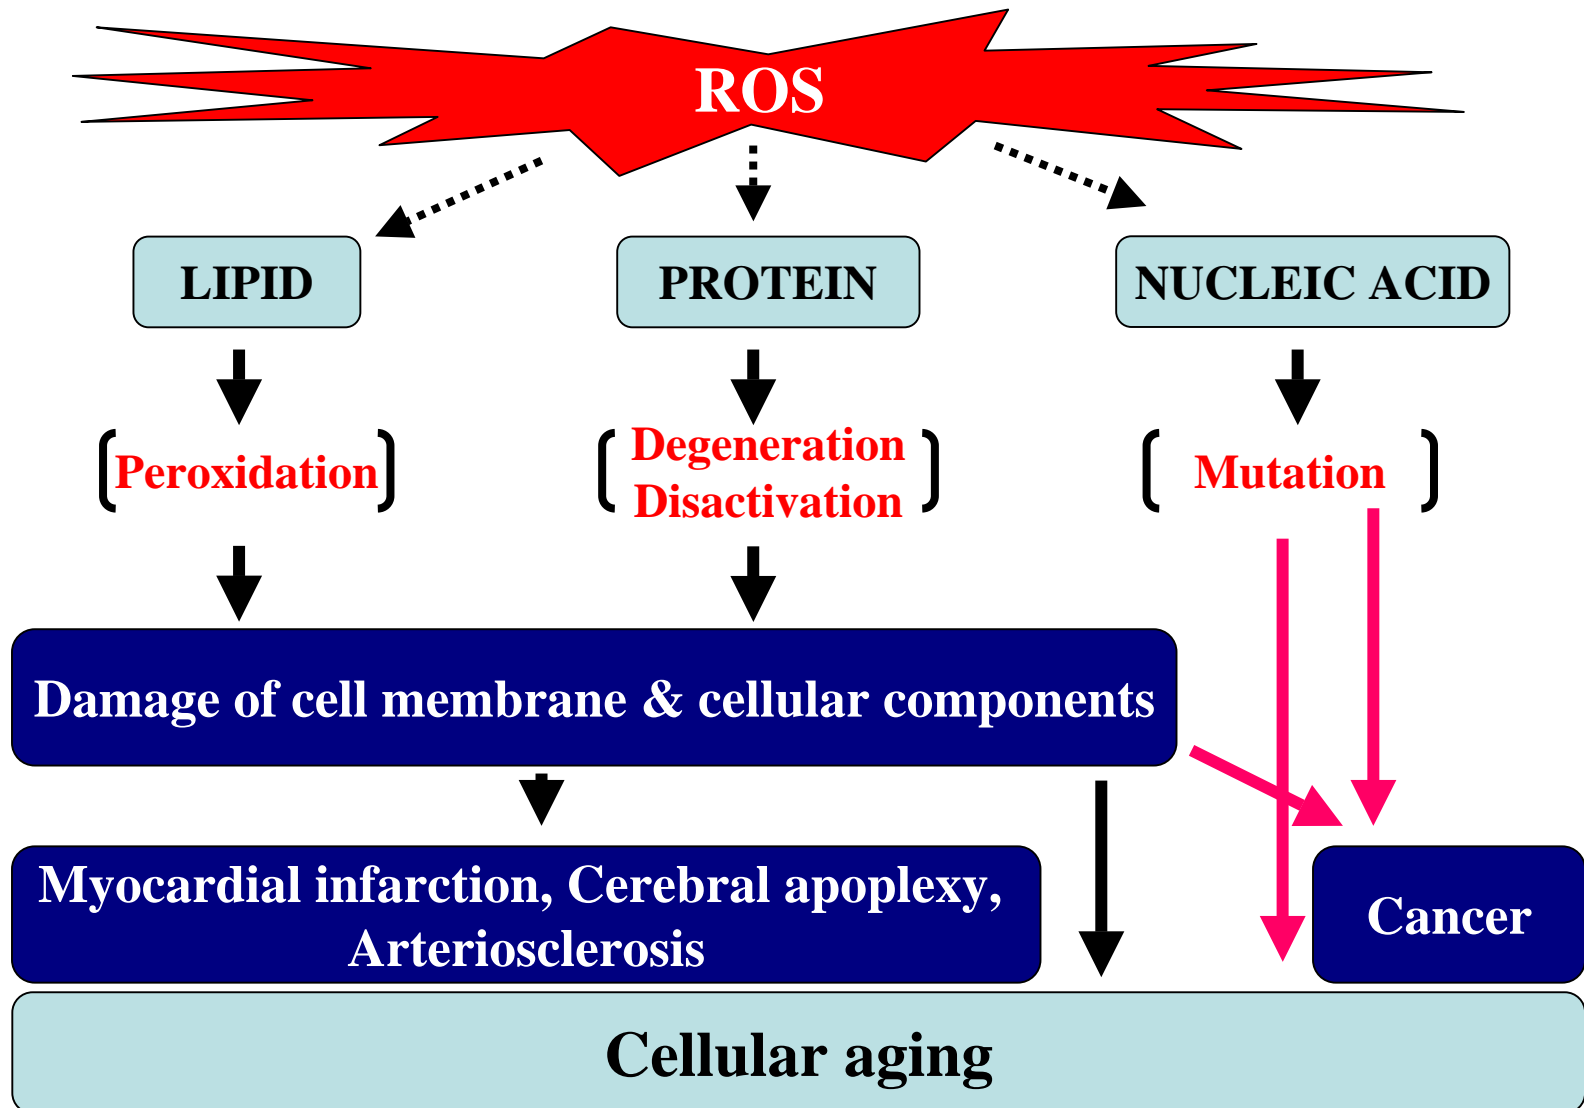 ROS
LIPID
PROTEIN
NUCLEIC ACID
Peroxidation
Degeneration
Disactivation
Mutation
Damage of cell membrane & cellular components
Myocardial infarction, Cerebral apoplexy,
Arteriosclerosis
Cancer
Cellular aging